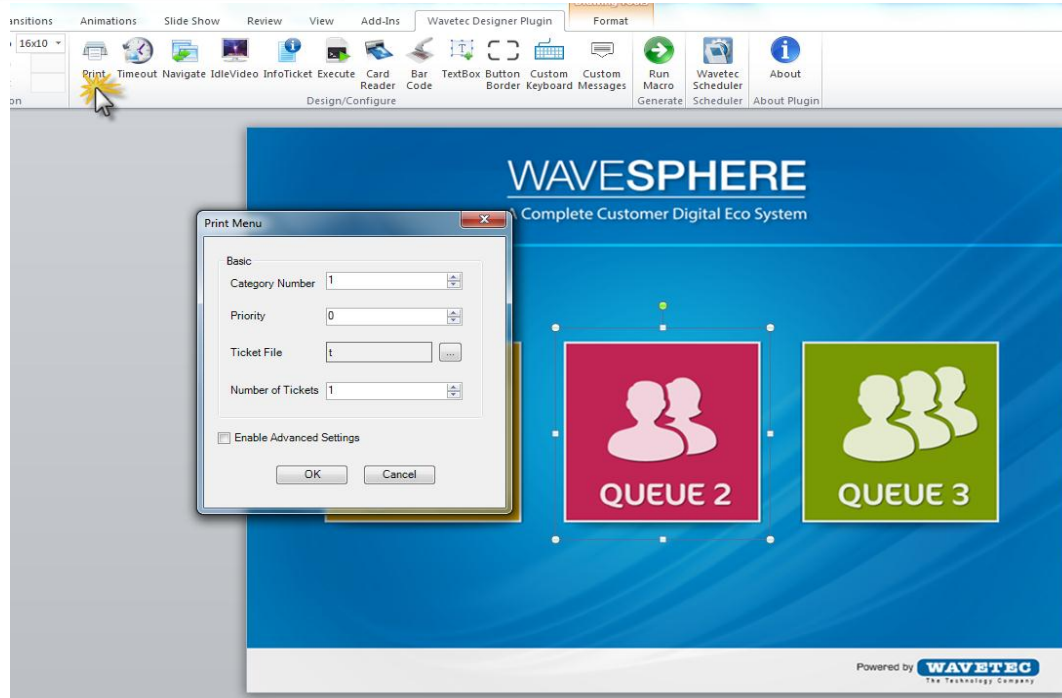 Animations Slide Show Review View Add-Ins Wavetec Designer Plugin Format
16x10
Print Timeout Navigate IdleVideo InfoTicket Execute Card Reader Bar Code TextBox Button Border Custom Keyboard Custom Messages Run Macro Wavetec Scheduler About
Design/Configure Generate Scheduler About Plugin
WAVESPHERE
A Complete Customer Digital Eco System
Print Menu
Basic
Category Number 1
Priority 0
Ticket File t ...
Number of Tickets 1
Enable Advanced Settings
OK Cancel
QUEUE 2
QUEUE 3
Powered by WAVETEC
The Technology Company